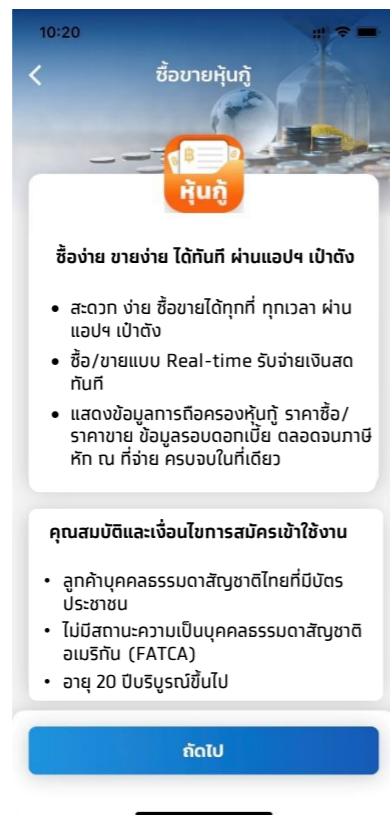 10:20
ซื้อขายหุ้นกู้
หุ้นกู้
ซื้อง่าย ขายง่าย ได้ทันที ผ่านแอปฯ เป๋าตัง
• สะดวก ง่าย ซื้อขายได้ทุกที่ ทุกเวลา ผ่าน
แอปฯ เป๋าตัง
• ซื้อ/ขายแบบ Real-time รับจ่ายเงินสด
ทันที
• แสดงข้อมูลการถือครองหุ้นกู้ ราคาซื้อ/
ราคาขาย ข้อมูลรอบดอกเบี้ย ตลอดจนภาษี
หัก ณ ที่จ่าย ครบจบในที่เดียว
คุณสมบัติและเงื่อนไขการสมัครเข้าใช้งาน
• ลูกค้าบุคคลธรรมดาสัญชาติไทยที่มีบัตร
ประชาชน
• ไม่มีสถานะความเป็นบุคคลธรรมดาสัญชาติ
อเมริกัน (FATCA)
• อายุ 20 ปีบริบูรณ์ขึ้นไป
ถัดไป